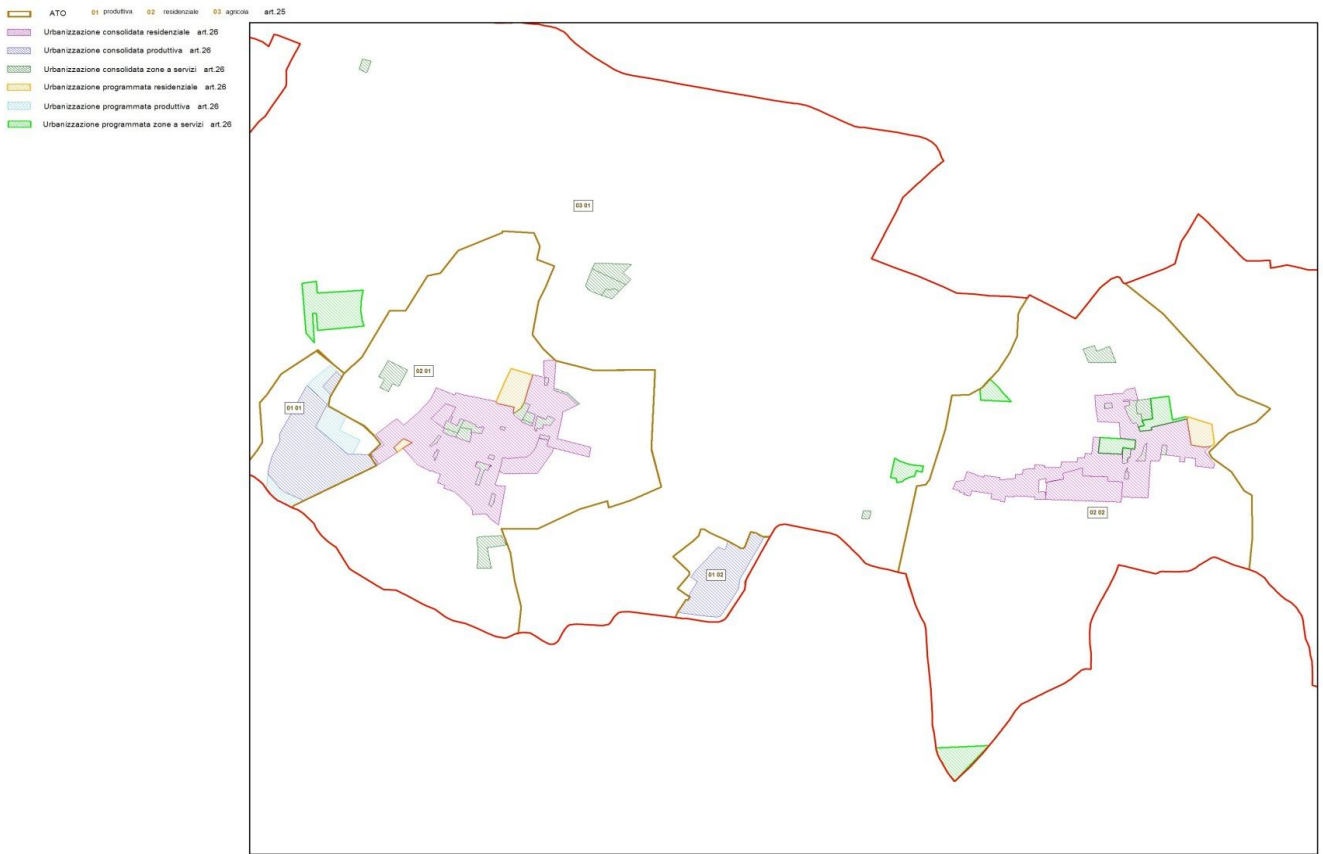 ATO 01 produttiva 02 residenziale 03 agricola art.25
Urbanizzazione consolidata residenziale art.26
Urbanizzazione consolidata produttiva art.26
Urbanizzazione consolidata zone a servizi art.26
Urbanizzazione programmata residenziale art.26
Urbanizzazione programmata produttiva art.26
Urbanizzazione programmata zone a servizi art.26
03 01
02 01
01 01
02 02
01 02